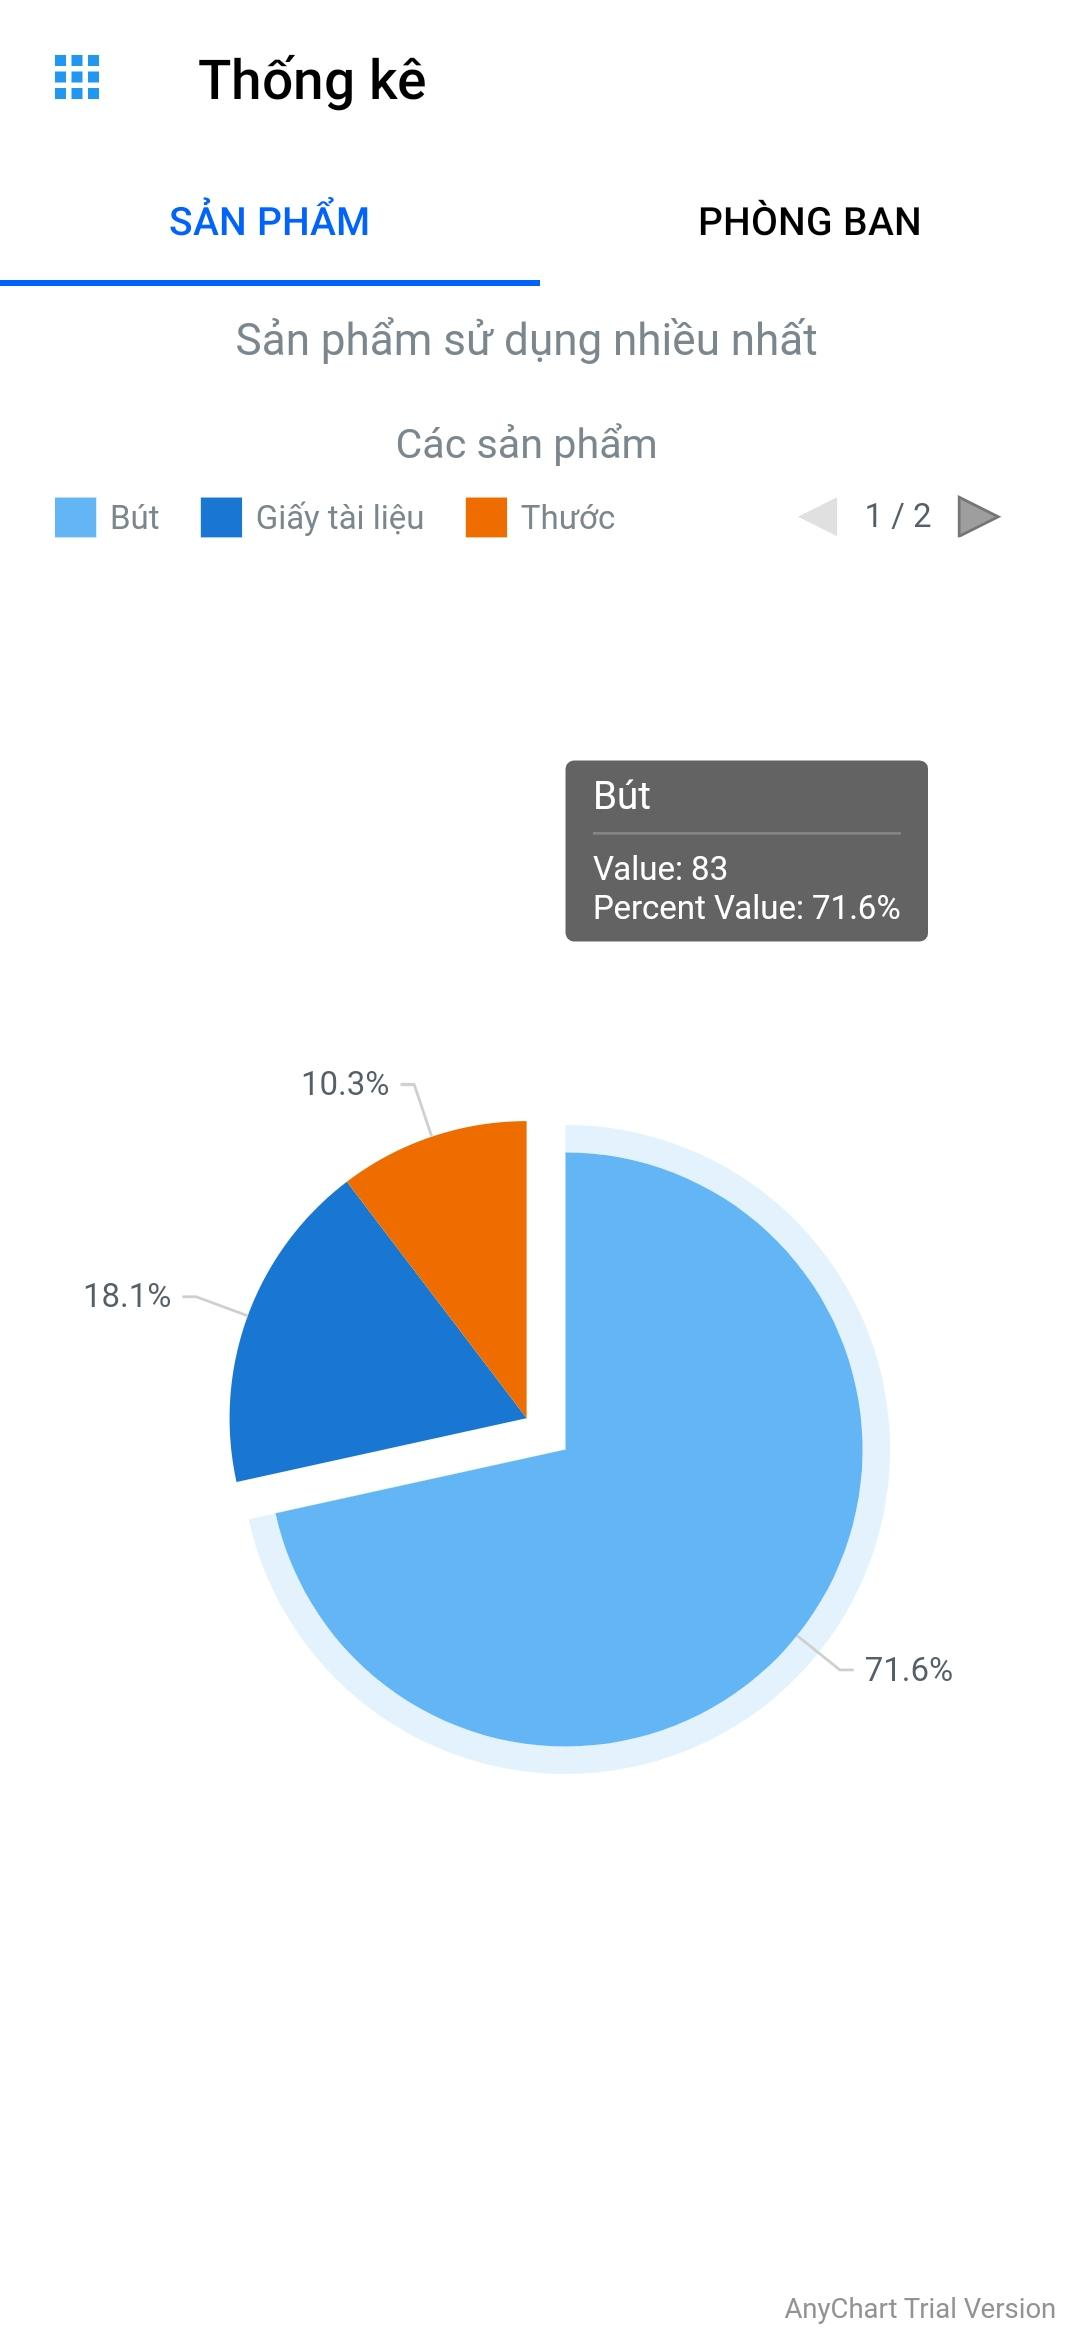 Thống kê
SẢN PHẨM PHÒNG BAN
Sản phẩm sử dụng nhiều nhất
Các sản phẩm
Bút Giấy tài liệu Thước 1 / 2
Bút
Value: 83
Percent Value: 71.6%
10.3%
18.1%
71.6%
AnyChart Trial Version